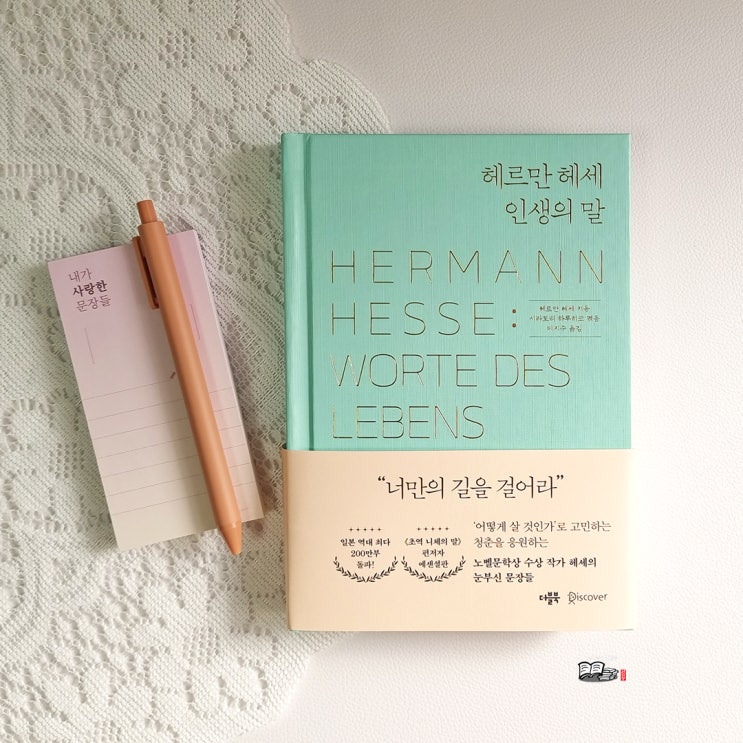 내가
사랑한
문장들
헤르만 헤세
인생의 말
HERMANN
HESSE:
WORTE DES
LEBENS
헤르만 헤세 지음
시라토리 하루히코 엮음
이지수 옮김
“너만의 길을 걸어라”
일본 역대 최다
200만부
돌파!
《초역 니체의 말》
편저자
에센셜판
‘어떻게 살 것인가’로 고민하는
청춘을 응원하는
노벨문학상 수상 작가 헤세의
눈부신 문장들
더블북
Discover